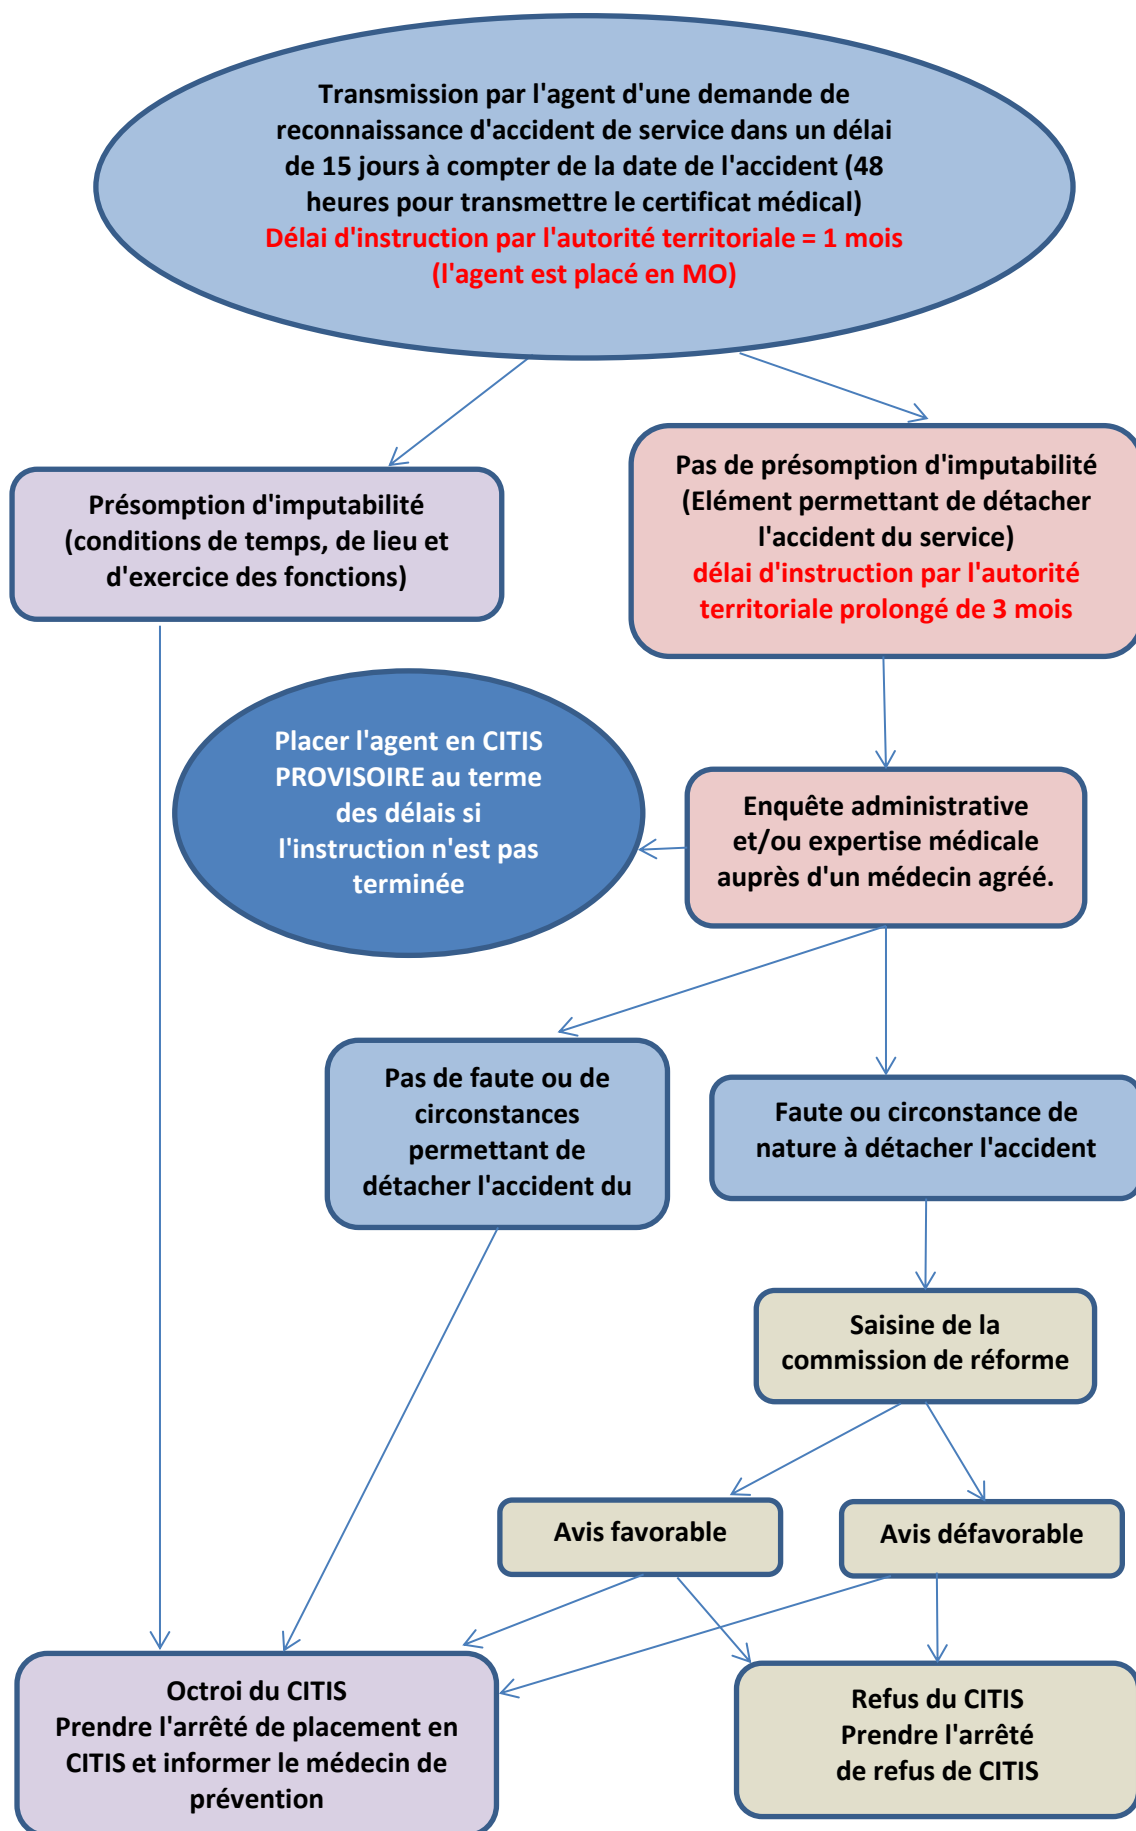 Transmission par l'agent d'une demande de
reconnaissance d'accident de service dans un délai
de 15 jours à compter de la date de l'accident (48
heures pour transmettre le certificat médical)
Délai d'instruction par l'autorité territoriale = 1 mois
(l'agent est placé en MO)
Présomption d'imputabilité
(conditions de temps, de lieu et
d'exercice des fonctions)
Pas de présomption d'imputabilité
(Elément permettant de détacher
l'accident du service)
délai d'instruction par l'autorité
territoriale prolongé de 3 mois
Placer l'agent en CITIS
PROVISOIRE au terme
des délais si
l'instruction n'est pas
terminée
Enquête administrative
et/ou expertise médicale
auprès d'un médecin agréé.
Pas de faute ou de
circonstances
permettant de
détacher l'accident du
Faute ou circonstance de
nature à détacher l'accident
Saisine de la
commission de réforme
Avis favorable
Avis défavorable
Octroi du CITIS
Prendre l'arrêté de placement en
CITIS et informer le médecin de
prévention
Refus du CITIS
Prendre l'arrêté
de refus de CITIS